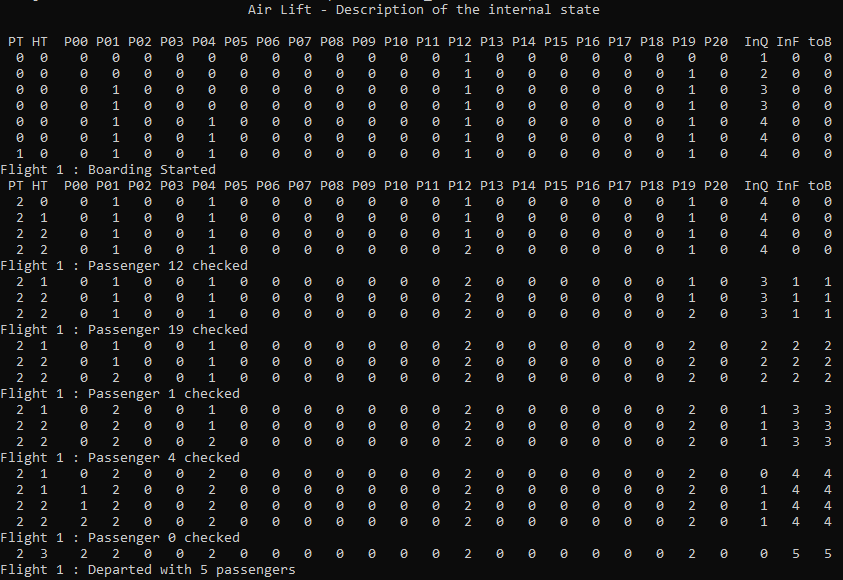 Air Lift - Description of the internal state
PT HT P00 P01 P02 P03 P04 P05 P06 P07 P08 P09 P10 P11 P12 P13 P14 P15 P16 P17 P18 P19 P20 InQ InF toB
0 0 0 0 0 0 0 0 0 0 0 0 0 0 1 0 0 0 0 0 0 0 0 1 0 0
0 0 0 0 0 0 0 0 0 0 0 0 0 0 1 0 0 0 0 0 0 1 0 2 0 0
0 0 0 1 0 0 0 0 0 0 0 0 0 0 1 0 0 0 0 0 0 1 0 3 0 0
0 0 0 1 0 0 0 0 0 0 0 0 0 0 1 0 0 0 0 0 0 1 0 3 0 0
0 0 0 1 0 0 1 0 0 0 0 0 0 0 1 0 0 0 0 0 0 1 0 4 0 0
0 0 0 1 0 0 1 0 0 0 0 0 0 0 1 0 0 0 0 0 0 1 0 4 0 0
1 0 0 1 0 0 1 0 0 0 0 0 0 0 1 0 0 0 0 0 0 1 0 4 0 0
Flight 1 : Boarding Started
PT HT P00 P01 P02 P03 P04 P05 P06 P07 P08 P09 P10 P11 P12 P13 P14 P15 P16 P17 P18 P19 P20 InQ InF toB
2 0 0 1 0 0 1 0 0 0 0 0 0 0 1 0 0 0 0 0 0 1 0 4 0 0
2 1 0 1 0 0 1 0 0 0 0 0 0 0 1 0 0 0 0 0 0 1 0 4 0 0
2 2 0 1 0 0 1 0 0 0 0 0 0 0 1 0 0 0 0 0 0 1 0 4 0 0
2 2 0 1 0 0 1 0 0 0 0 0 0 0 2 0 0 0 0 0 0 1 0 4 0 0
Flight 1 : Passenger 12 checked
2 1 0 1 0 0 1 0 0 0 0 0 0 0 2 0 0 0 0 0 0 1 0 3 1 1
2 2 0 1 0 0 1 0 0 0 0 0 0 0 2 0 0 0 0 0 0 1 0 3 1 1
2 2 0 1 0 0 1 0 0 0 0 0 0 0 2 0 0 0 0 0 0 2 0 3 1 1
Flight 1 : Passenger 19 checked
2 1 0 1 0 0 1 0 0 0 0 0 0 0 2 0 0 0 0 0 0 2 0 2 2 2
2 2 0 1 0 0 1 0 0 0 0 0 0 0 2 0 0 0 0 0 0 2 0 2 2 2
2 2 0 2 0 0 1 0 0 0 0 0 0 0 2 0 0 0 0 0 0 2 0 2 2 2
Flight 1 : Passenger 1 checked
2 1 0 2 0 0 1 0 0 0 0 0 0 0 2 0 0 0 0 0 0 2 0 1 3 3
2 2 0 2 0 0 1 0 0 0 0 0 0 0 2 0 0 0 0 0 0 2 0 1 3 3
2 2 0 2 0 0 2 0 0 0 0 0 0 0 2 0 0 0 0 0 0 2 0 1 3 3
Flight 1 : Passenger 4 checked
2 1 0 2 0 0 2 0 0 0 0 0 0 0 2 0 0 0 0 0 0 2 0 0 4 4
2 1 1 2 0 0 2 0 0 0 0 0 0 0 2 0 0 0 0 0 0 2 0 1 4 4
2 2 1 2 0 0 2 0 0 0 0 0 0 0 2 0 0 0 0 0 0 2 0 1 4 4
2 2 2 2 0 0 2 0 0 0 0 0 0 0 2 0 0 0 0 0 0 2 0 1 4 4
Flight 1 : Passenger 0 checked
2 3 2 2 0 0 2 0 0 0 0 0 0 0 2 0 0 0 0 0 0 2 0 0 5 5
Flight 1 : Departed with 5 passengers